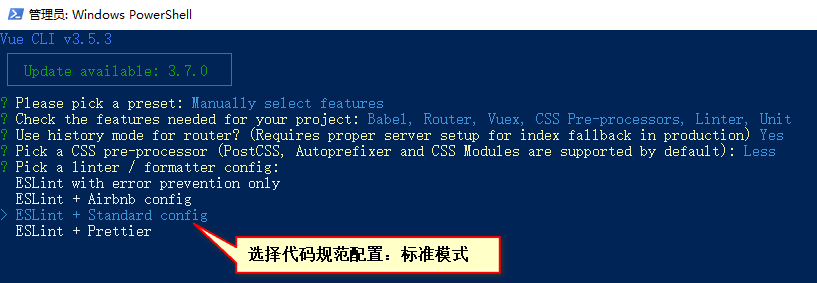 管理员: Windows PowerShell
Vue CLI v3.5.3
Update available: 3.7.0
? Please pick a preset: Manually select features
? Check the features needed for your project: Babel, Router, Vuex, CSS Pre-processors, Linter, Unit
? Use history mode for router? (Requires proper server setup for index fallback in production) Yes
? Pick a CSS pre-processor (PostCSS, Autoprefixer and CSS Modules are supported by default): Less
? Pick a linter / formatter config:
ESLint with error prevention only
ESLint + Airbnb config
> ESLint + Standard config
ESLint + Prettier
选择代码规范配置：标准模式